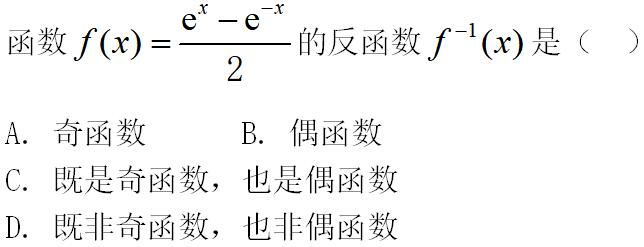 函数 f(x) = (e^x − e^{−x})/2 的反函数 f^{−1}(x) 是（　）
A. 奇函数　　B. 偶函数
C. 既是奇函数，也是偶函数
D. 既非奇函数，也非偶函数